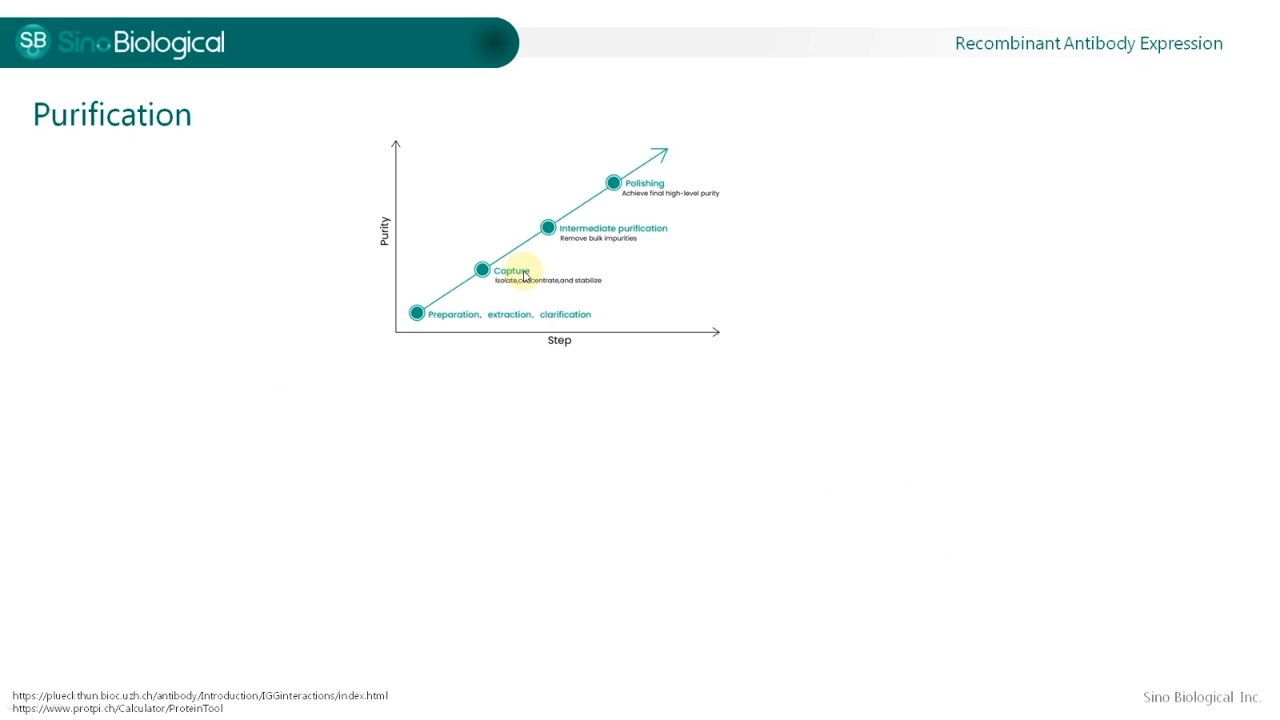 SB SinoBiological
Recombinant Antibody Expression
Purification
Purity
Polishing
Achieve final high-level purity
Intermediate purification
Remove bulk impurities
Capture
Isolate,concentrate,and stabilize
Preparation, extraction, clarification
Step
https://plueckthun.bioc.uzh.ch/antibody/Introduction/IGGinteractions/index.html
https://www.protpi.ch/Calculator/ProteinTool
Sino Biological Inc.